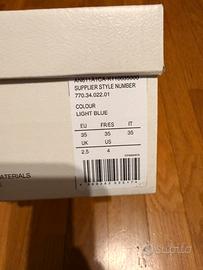 SUPPLIER STYLE NUMBER
770.34.022.01
COLOUR
LIGHT BLUE
EU FR/ES IT
35 35 35
UK US
2.5 4
MATERIALS
Subito